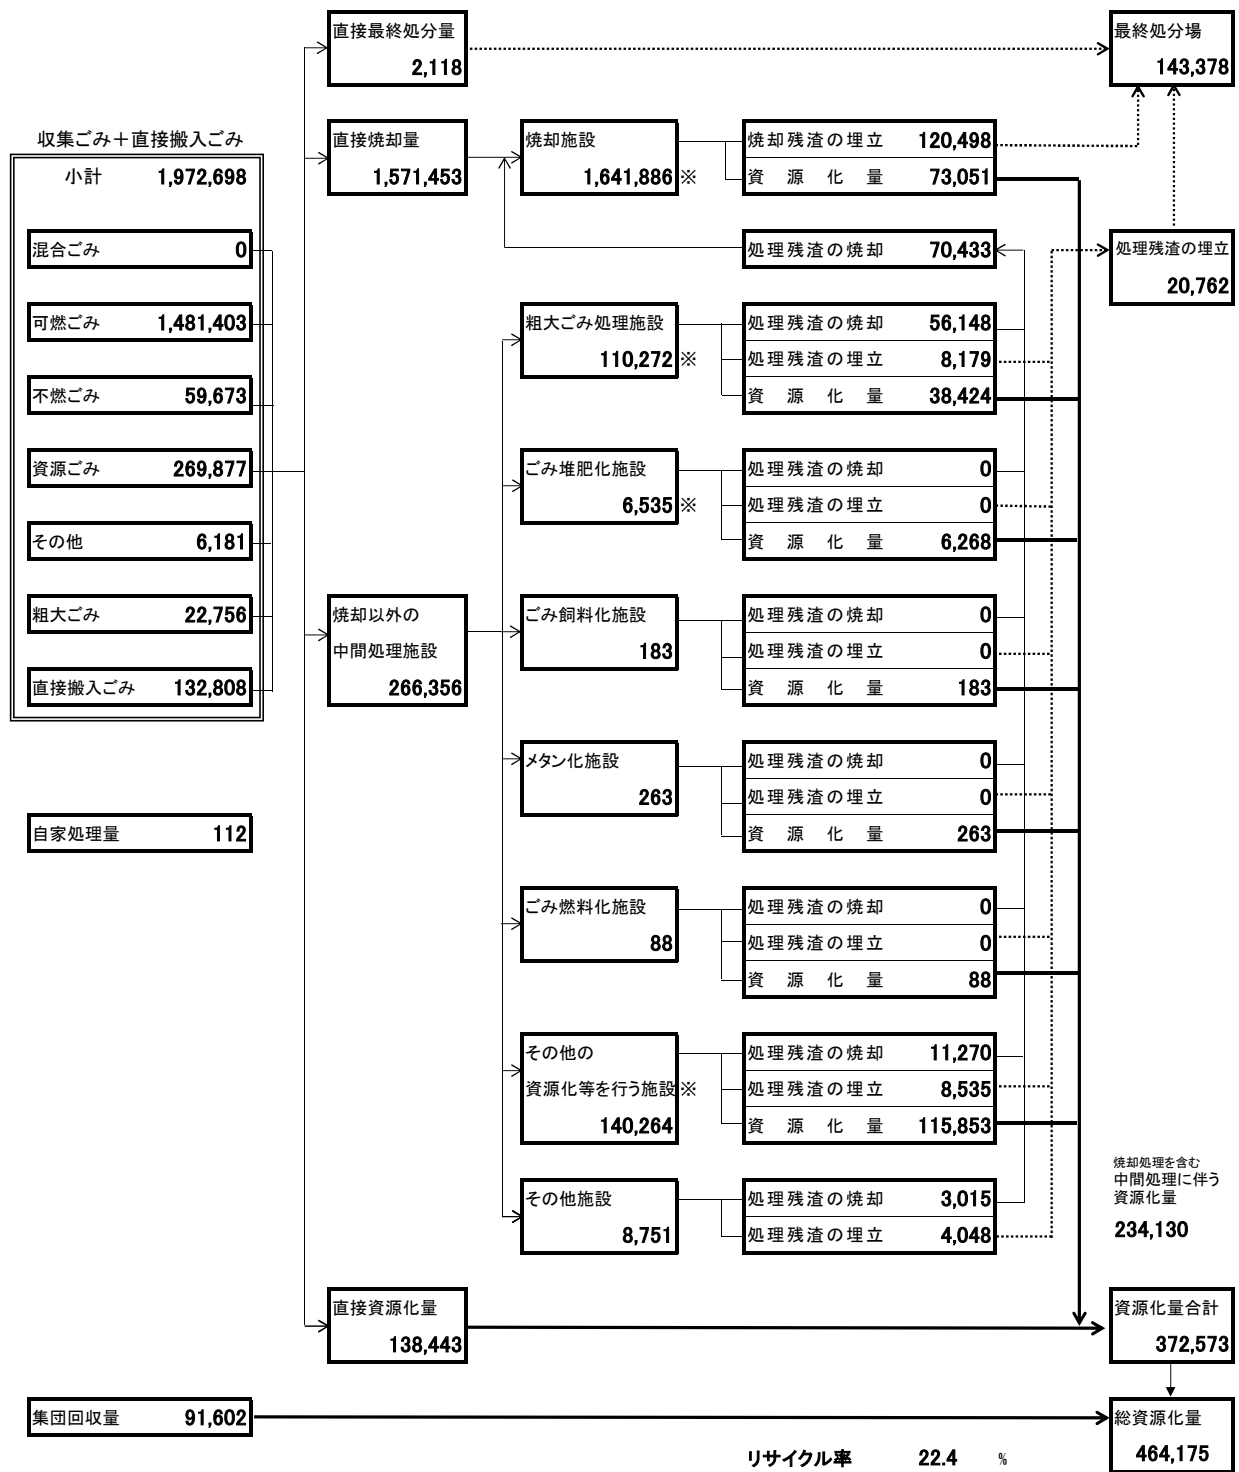 直接最終処分量
2,118
最終処分場
143,378
収集ごみ＋直接搬入ごみ
小計 1,972,698
混合ごみ 0
可燃ごみ 1,481,403
不燃ごみ 59,673
資源ごみ 269,877
その他 6,181
粗大ごみ 22,756
直接搬入ごみ 132,808
自家処理量 112
直接焼却量
1,571,453
焼却施設
1,641,886 ※
焼却残渣の埋立 120,498
資源化量 73,051
処理残渣の焼却 70,433
処理残渣の埋立
20,762
焼却以外の
中間処理施設
266,356
粗大ごみ処理施設
110,272 ※
処理残渣の焼却 56,148
処理残渣の埋立 8,179
資源化量 38,424
ごみ堆肥化施設
6,535 ※
処理残渣の焼却 0
処理残渣の埋立 0
資源化量 6,268
ごみ飼料化施設
183
処理残渣の焼却 0
処理残渣の埋立 0
資源化量 183
メタン化施設
263
処理残渣の焼却 0
処理残渣の埋立 0
資源化量 263
ごみ燃料化施設
88
処理残渣の焼却 0
処理残渣の埋立 0
資源化量 88
その他の
資源化等を行う施設 ※
140,264
処理残渣の焼却 11,270
処理残渣の埋立 8,535
資源化量 115,853
その他施設
8,751
処理残渣の焼却 3,015
処理残渣の埋立 4,048
焼却処理を含む
中間処理に伴う
資源化量
234,130
直接資源化量
138,443
資源化量合計
372,573
集団回収量 91,602
総資源化量
464,175
リサイクル率 22.4 %